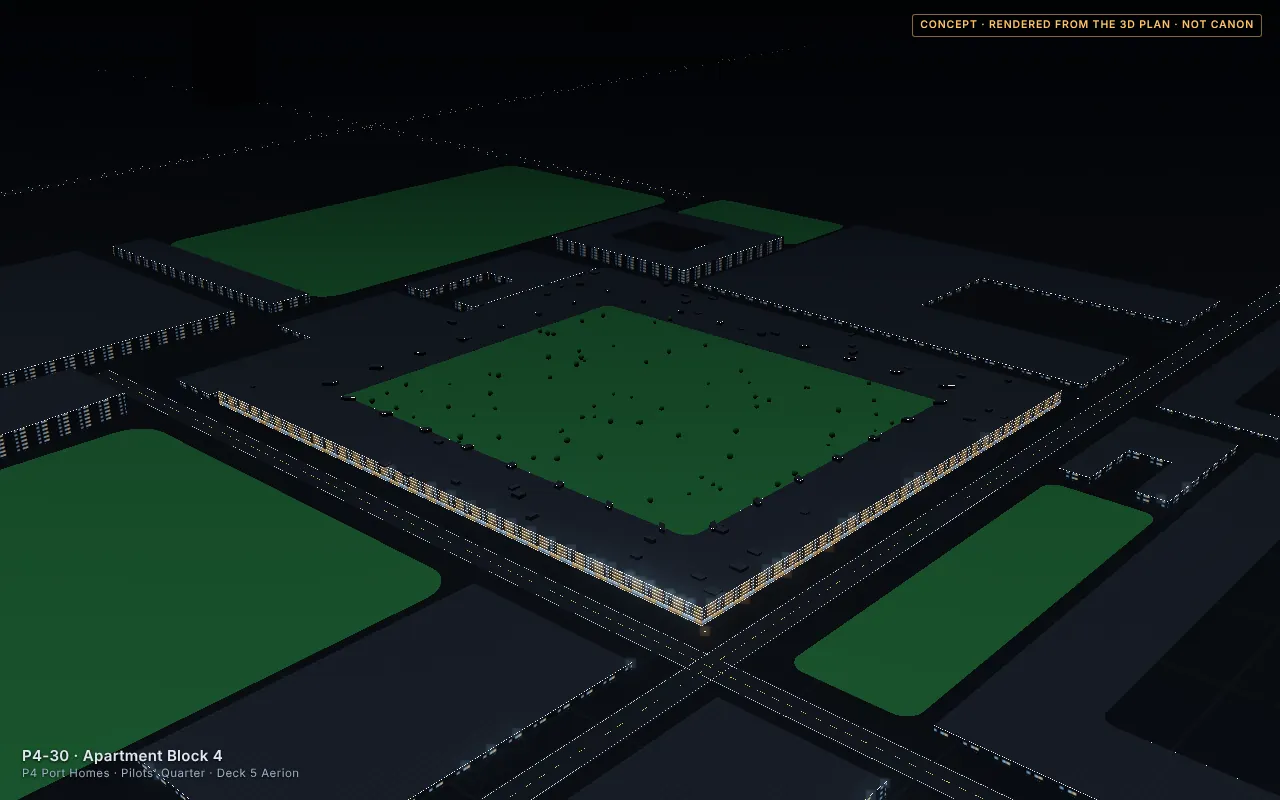 CONCEPT · RENDERED FROM THE 3D PLAN · NOT CANON
P4-30 · Apartment Block 4
P4 Port Homes · Pilots' Quarter · Deck 5 Aerion